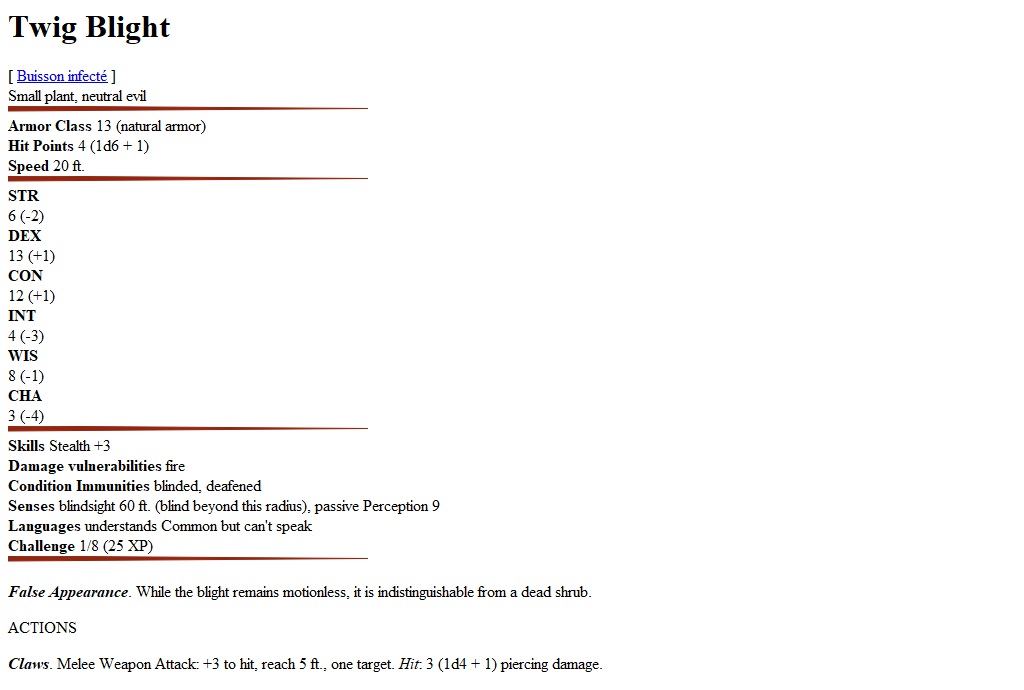 Twig Blight
[ Buisson infecté ]
Small plant, neutral evil
Armor Class 13 (natural armor)
Hit Points 4 (1d6 + 1)
Speed 20 ft.
STR
6 (-2)
DEX
13 (+1)
CON
12 (+1)
INT
4 (-3)
WIS
8 (-1)
CHA
3 (-4)
Skills Stealth +3
Damage vulnerabilities fire
Condition Immunities blinded, deafened
Senses blindsight 60 ft. (blind beyond this radius), passive Perception 9
Languages understands Common but can't speak
Challenge 1/8 (25 XP)
False Appearance. While the blight remains motionless, it is indistinguishable from a dead shrub.
ACTIONS
Claws. Melee Weapon Attack: +3 to hit, reach 5 ft., one target. Hit: 3 (1d4 + 1) piercing damage.